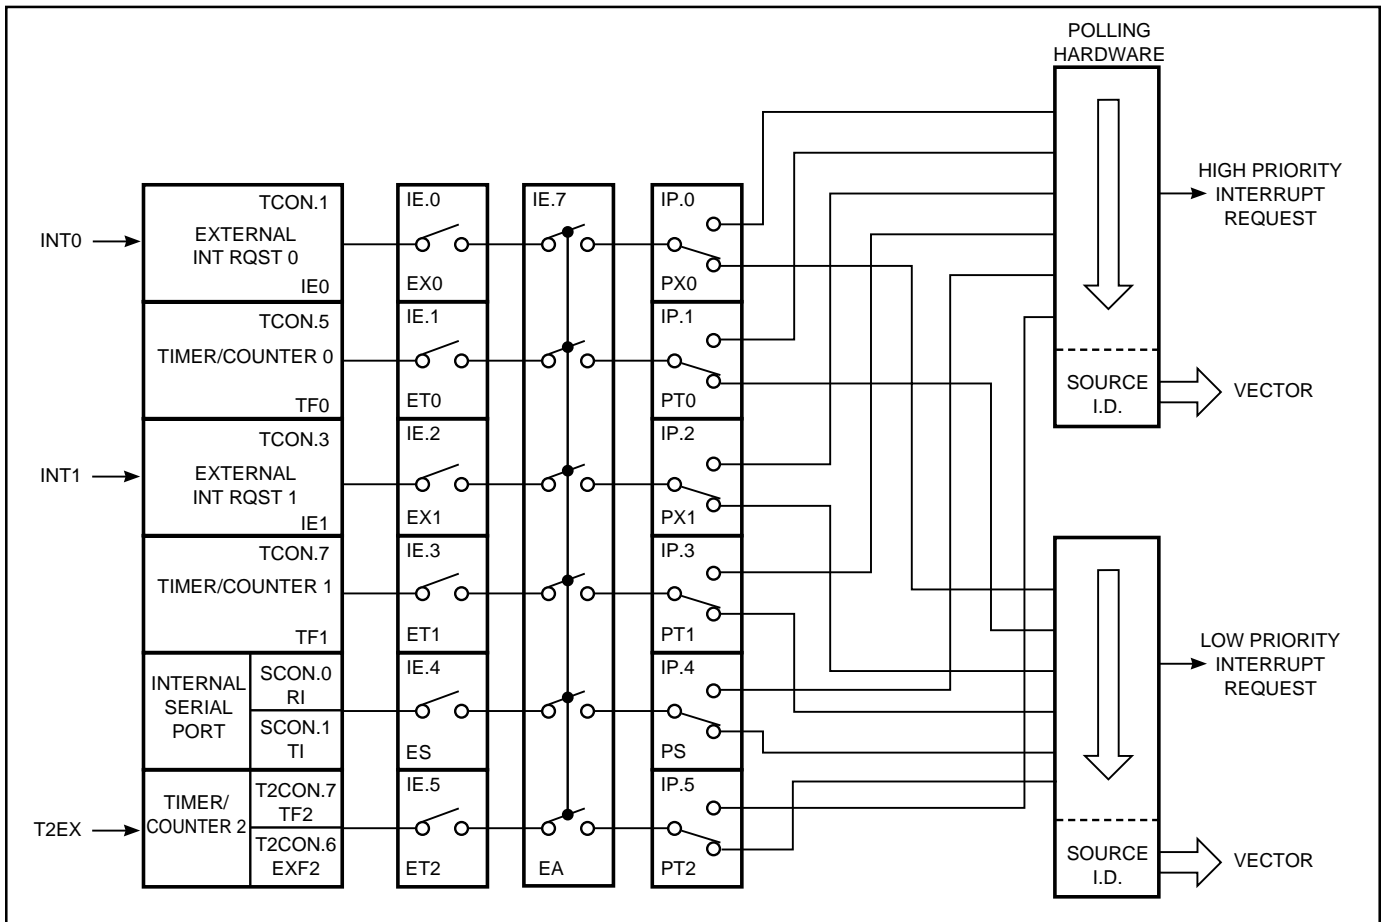 POLLING
HARDWARE
HIGH PRIORITY
INTERRUPT
REQUEST
SOURCE
I.D.
VECTOR
INT0
TCON.1
EXTERNAL
INT RQST 0
IE0
IE.0
EX0
IE.7
IP.0
PX0
TCON.5
TIMER/COUNTER 0
TF0
IE.1
ET0
IP.1
PT0
INT1
TCON.3
EXTERNAL
INT RQST 1
IE1
IE.2
EX1
IP.2
PX1
TCON.7
TIMER/COUNTER 1
TF1
IE.3
ET1
IP.3
PT1
INTERNAL
SERIAL
PORT
SCON.0
RI
SCON.1
TI
IE.4
ES
IP.4
PS
T2EX
TIMER/
COUNTER 2
T2CON.7
TF2
T2CON.6
EXF2
IE.5
ET2
EA
IP.5
PT2
LOW PRIORITY
INTERRUPT
REQUEST
SOURCE
I.D.
VECTOR